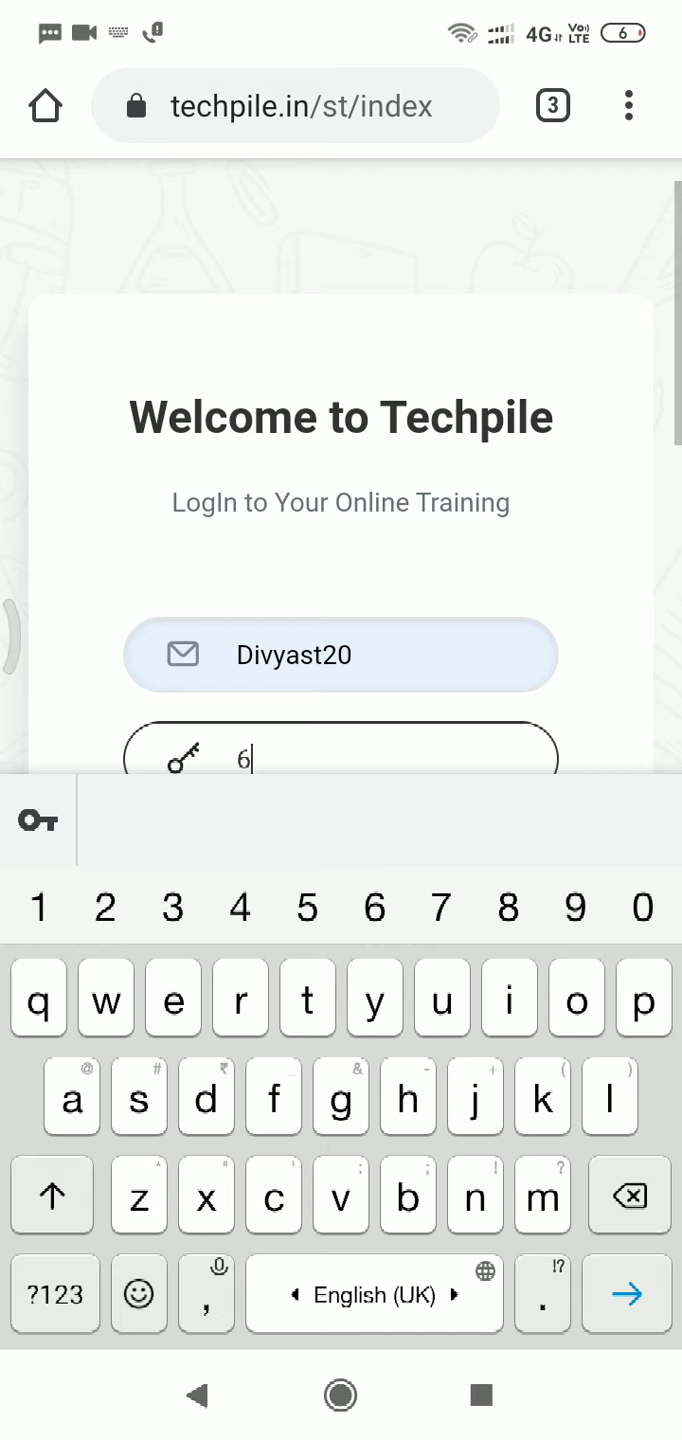 4G Vo) LTE 6
techpile.in/st/index 3
Welcome to Techpile
LogIn to Your Online Training
Divyast20
6
1 2 3 4 5 6 7 8 9 0
q w e r t y u i o p
@ # ₹ _ & - + ( )
a s d f g h j k l
* " ' : ; ! ?
z x c v b n m
?123 , English (UK) !? .